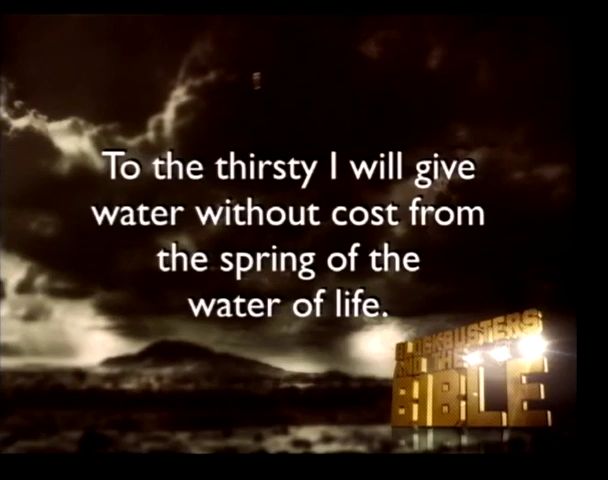 To the thirsty I will give
water without cost from
the spring of the
water of life.
BLOCKBUSTERS
AND THE
BIBLE